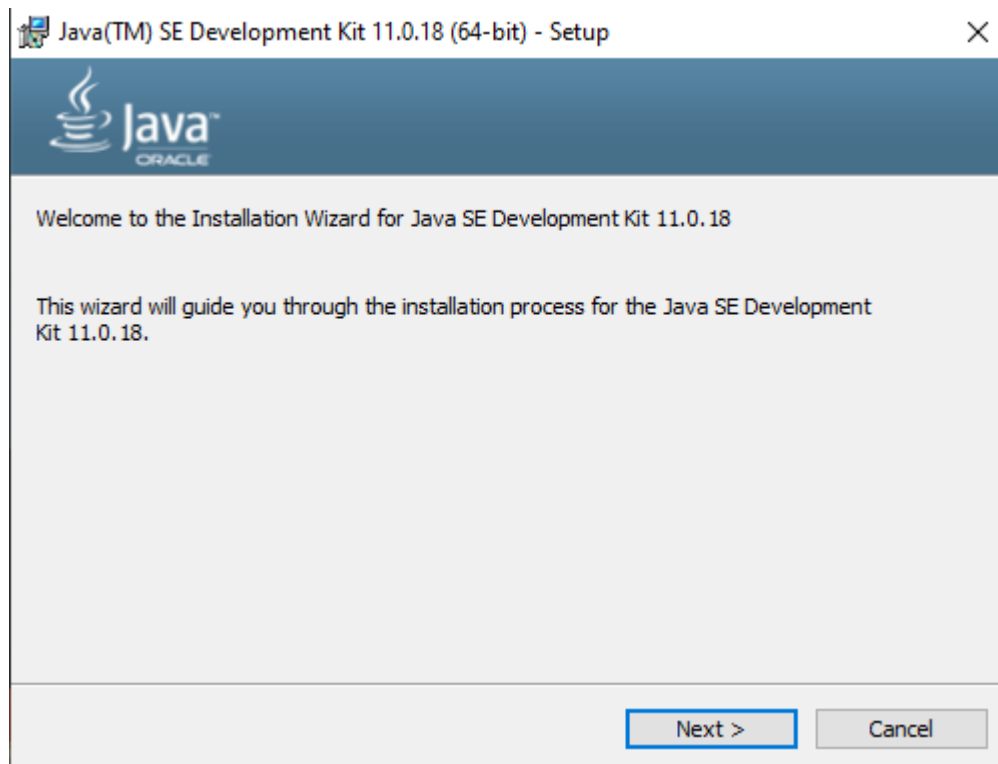 Java(TM) SE Development Kit 11.0.18 (64-bit) - Setup
Java™
ORACLE
Welcome to the Installation Wizard for Java SE Development Kit 11.0.18
This wizard will guide you through the installation process for the Java SE Development
Kit 11.0.18.
Next >
Cancel